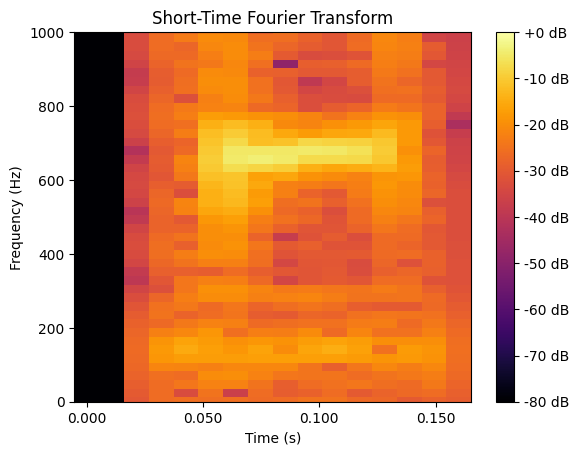 Short-Time Fourier Transform
1000
800
600
400
200
0
Frequency (Hz)
0.000
0.050
0.100
0.150
Time (s)
+0 dB
-10 dB
-20 dB
-30 dB
-40 dB
-50 dB
-60 dB
-70 dB
-80 dB